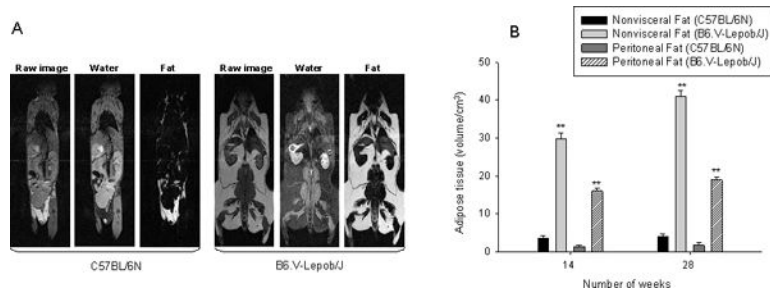 A
Raw image Water Fat Raw image Water Fat
C57BL/6N B6.V-Lepob/J
B
Nonvisceral Fat (C57BL/6N)
Nonvisceral Fat (B6.V-Lepob/J)
Peritoneal Fat (C57BL/6N)
Peritoneal Fat (B6.V-Lepob/J)
Adipose tissue (volume/cm³)
50
40
30
20
10
0
** ** ** **
14 28
Number of weeks